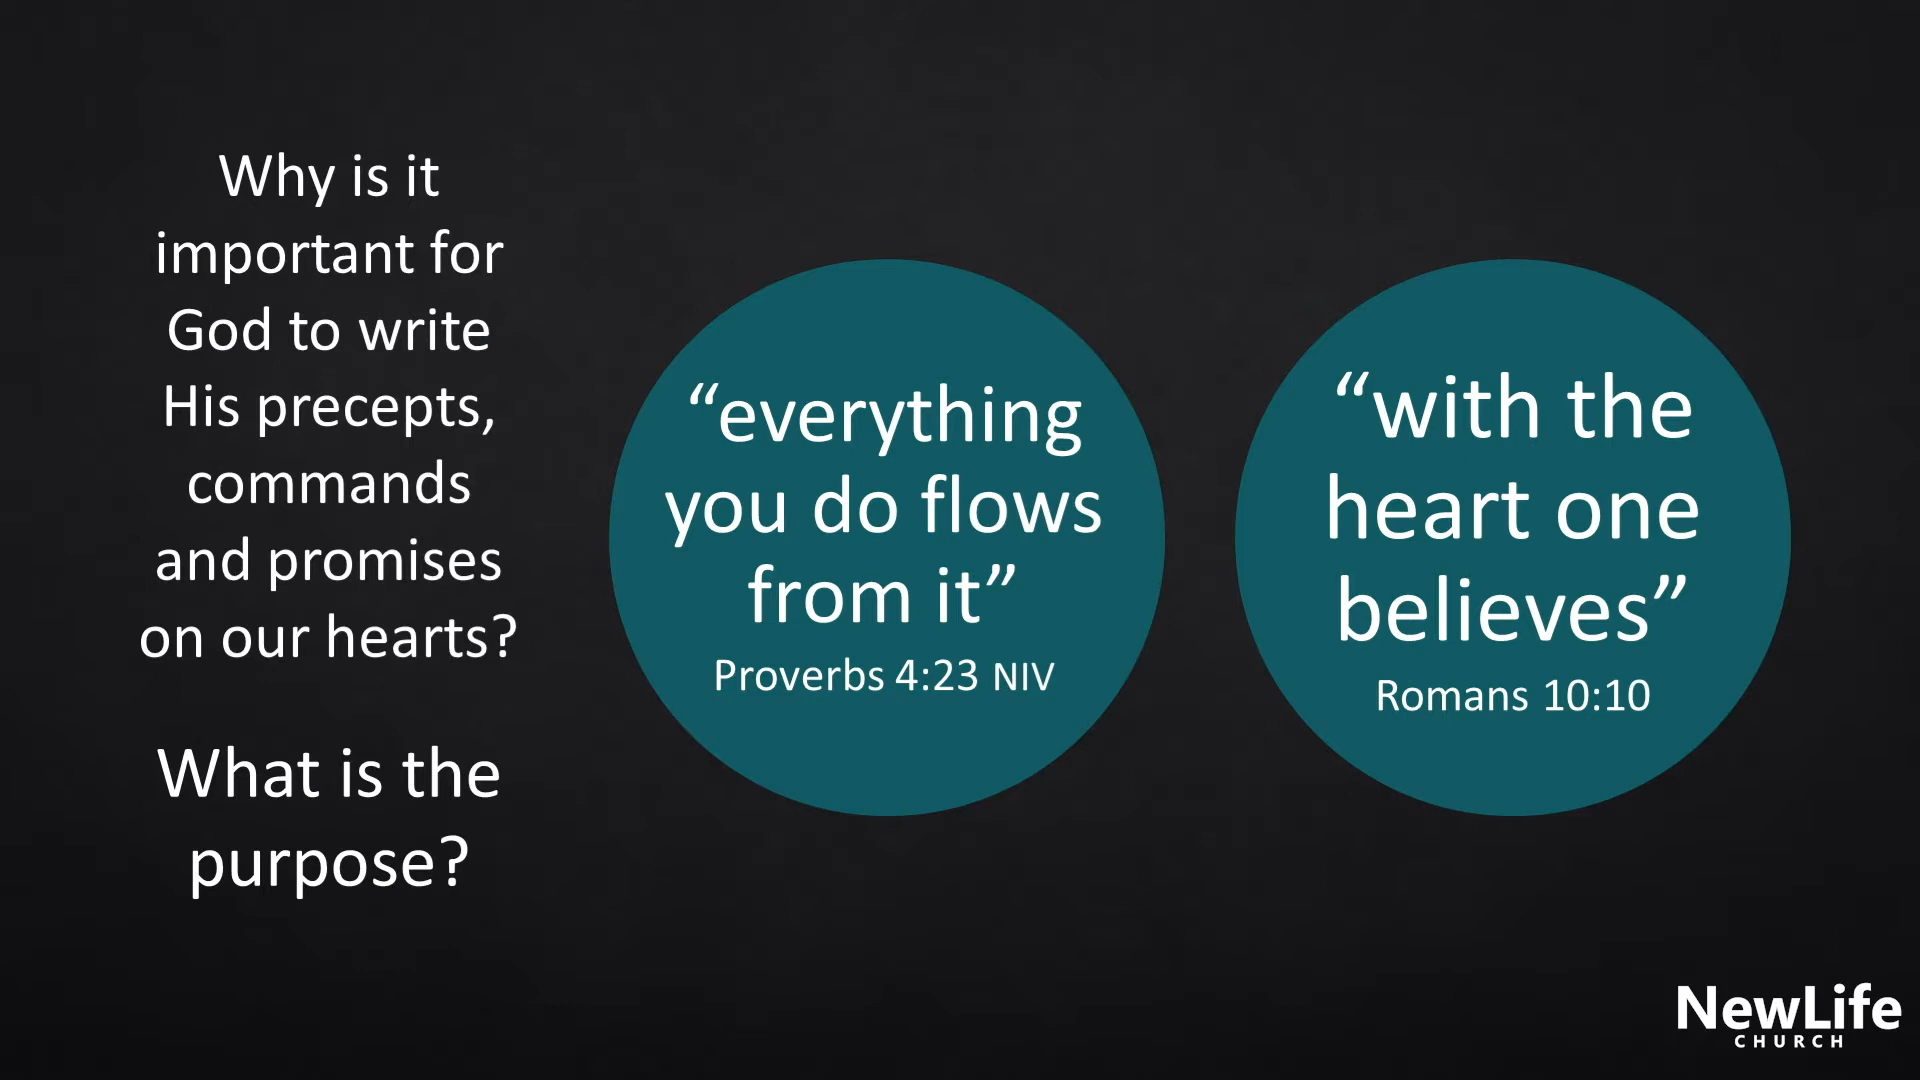 Why is it
important for
God to write
His precepts,
commands
and promises
on our hearts?
What is the
purpose?
“everything
you do flows
from it”
Proverbs 4:23 NIV
“with the
heart one
believes”
Romans 10:10
NewLife
CHURCH